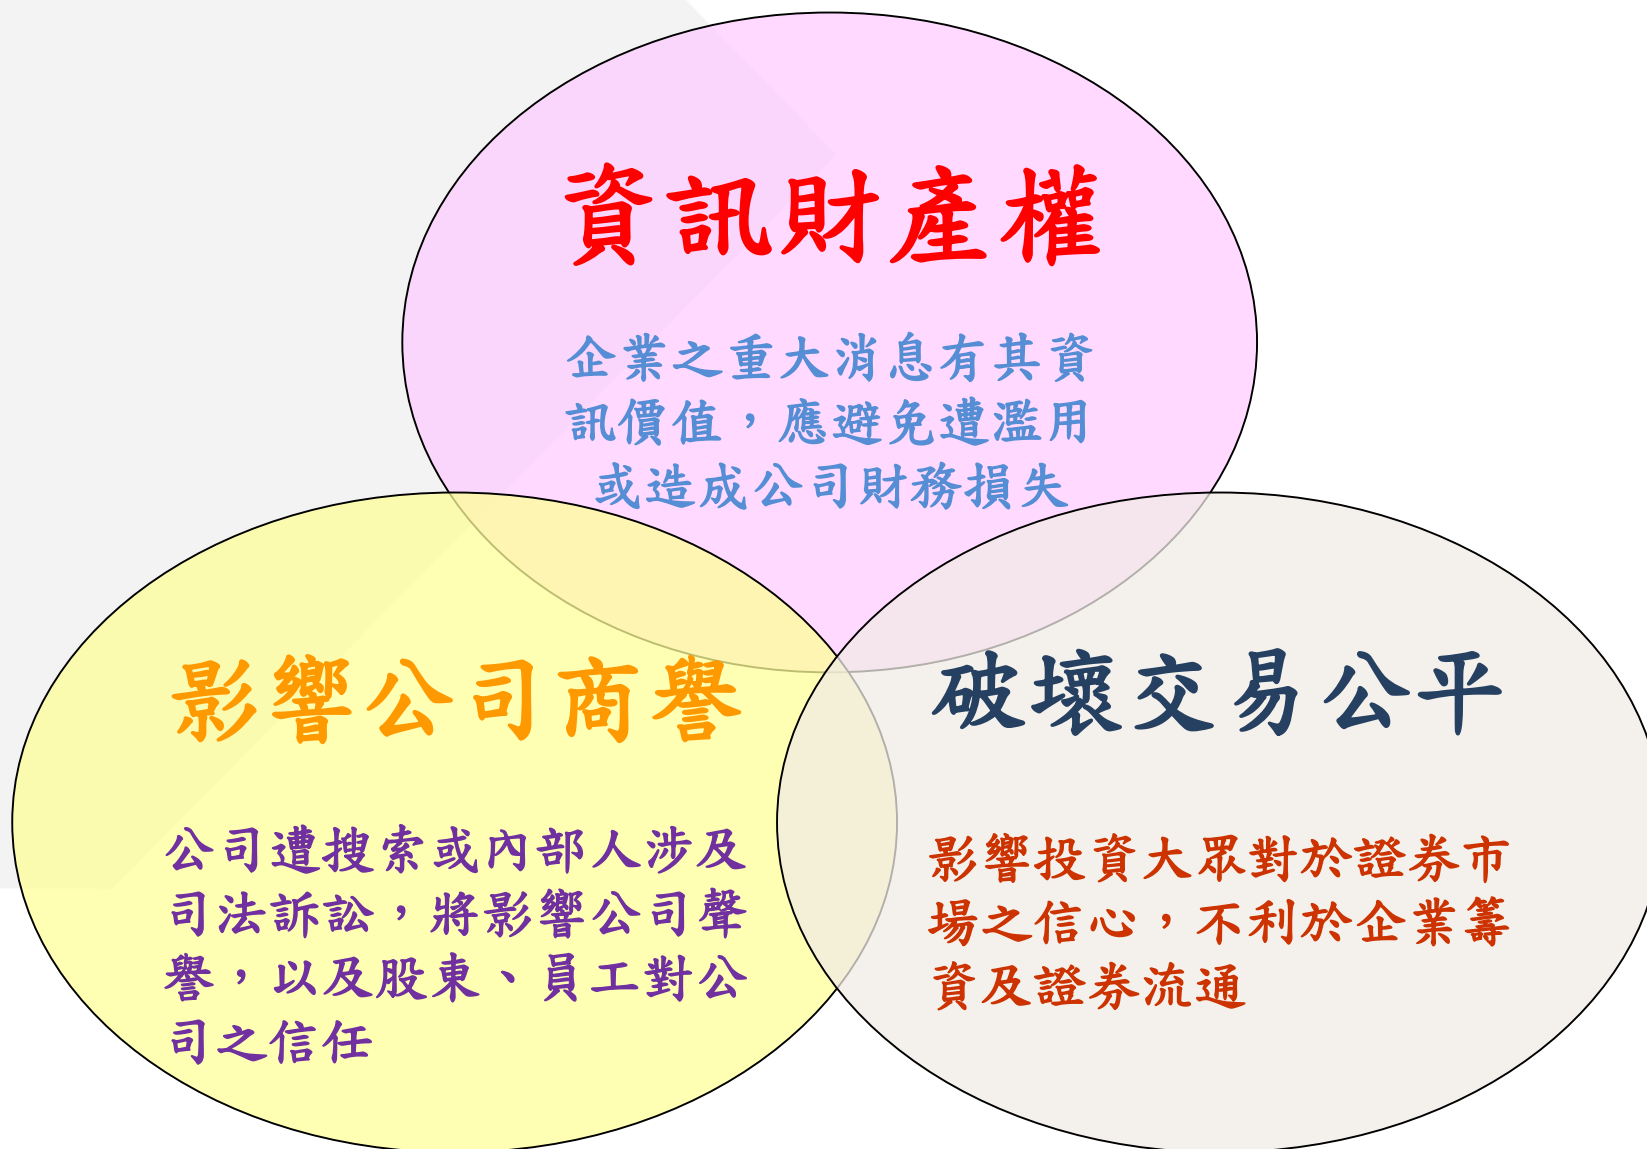 資訊財產權
企業之重大消息有其資
訊價值，應避免遭濫用
或造成公司財務損失
影響公司商譽
公司遭搜索或內部人涉及
司法訴訟，將影響公司聲
譽，以及股東、員工對公
司之信任
破壞交易公平
影響投資大眾對於證券市
場之信心，不利於企業籌
資及證券流通